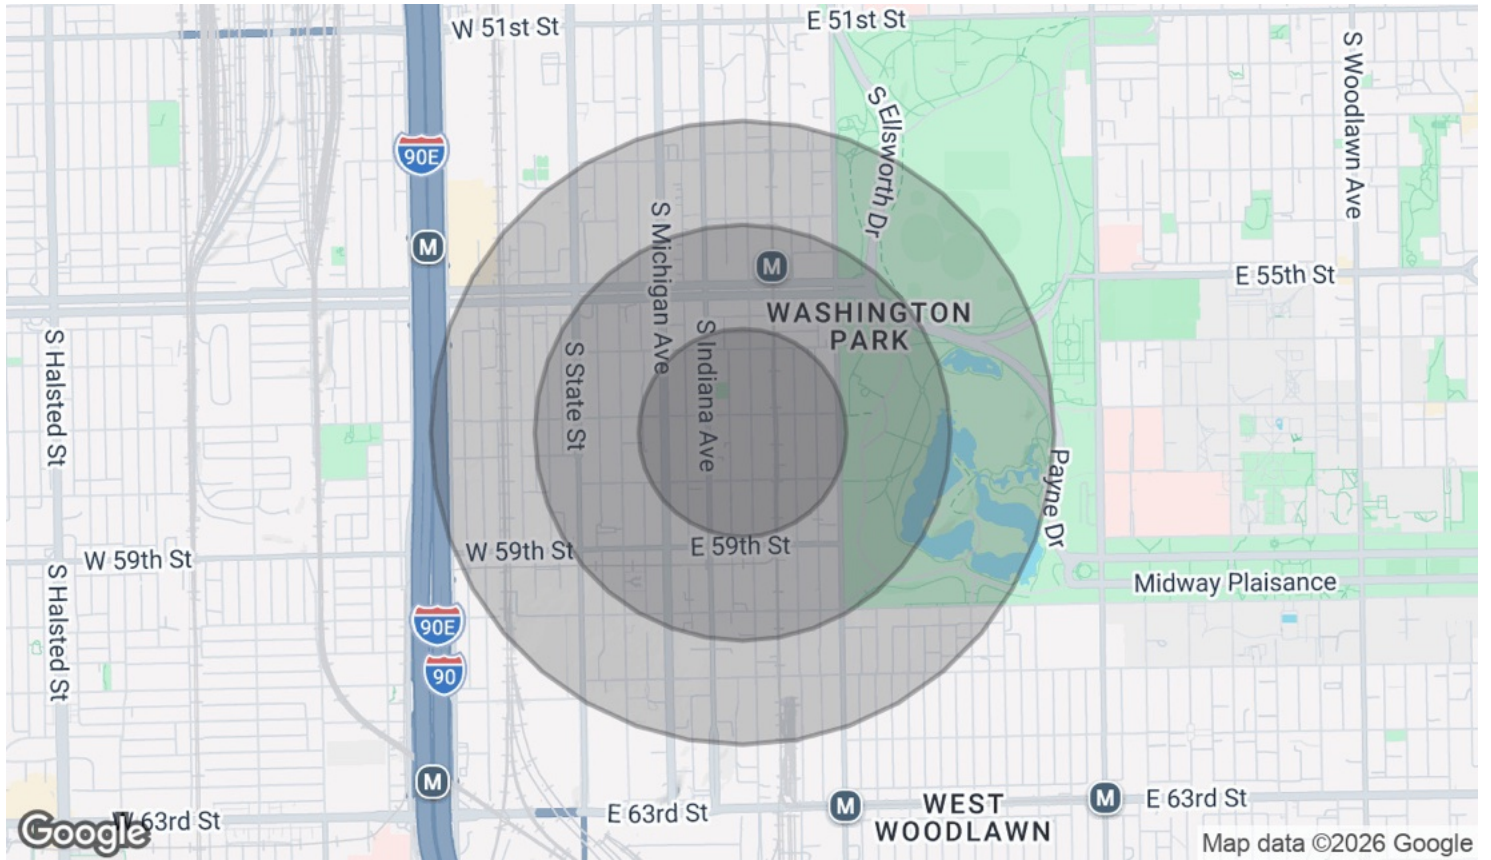 W 51st St
E 51st St
S Woodlawn Ave
S Ellsworth Dr
90E
M
S Michigan Ave
M
E 55th St
WASHINGTON
PARK
S Halsted St
S State St
S Indiana Ave
Payne Dr
W 59th St
W 59th St
E 59th St
Midway Plaisance
S Halsted St
90E
90
M
M
WEST
WOODLAWN
M
E 63rd St
E 63rd St
W 63rd St
Google
Map data ©2026 Google